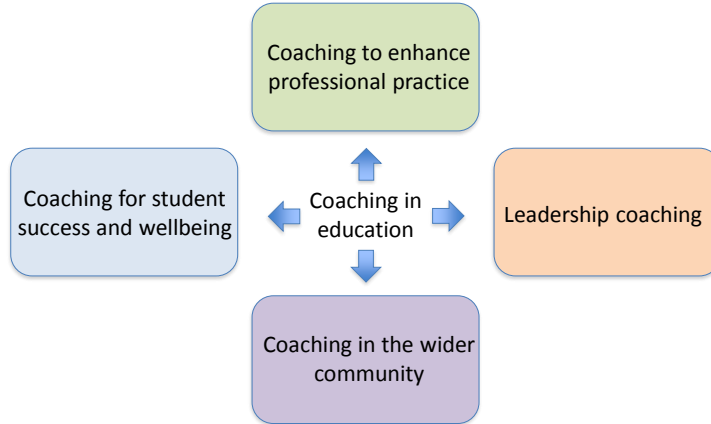 Coaching to enhance
professional practice
Coaching for student
success and wellbeing
Coaching in
education
Leadership coaching
Coaching in the wider
community